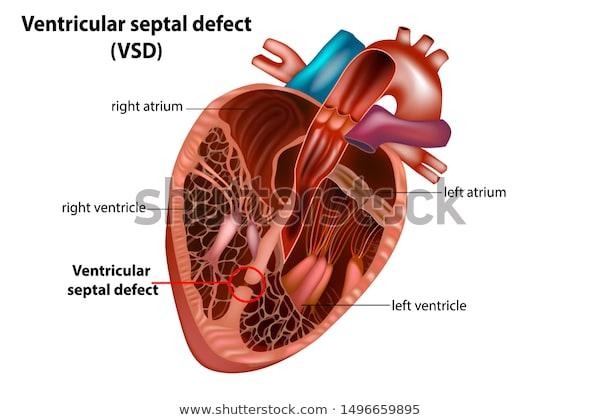 Ventricular septal defect
(VSD)
right atrium
left atrium
right ventricle
Ventricular
septal defect
left ventricle
shutterstock
shutterstock.com · 1496659895